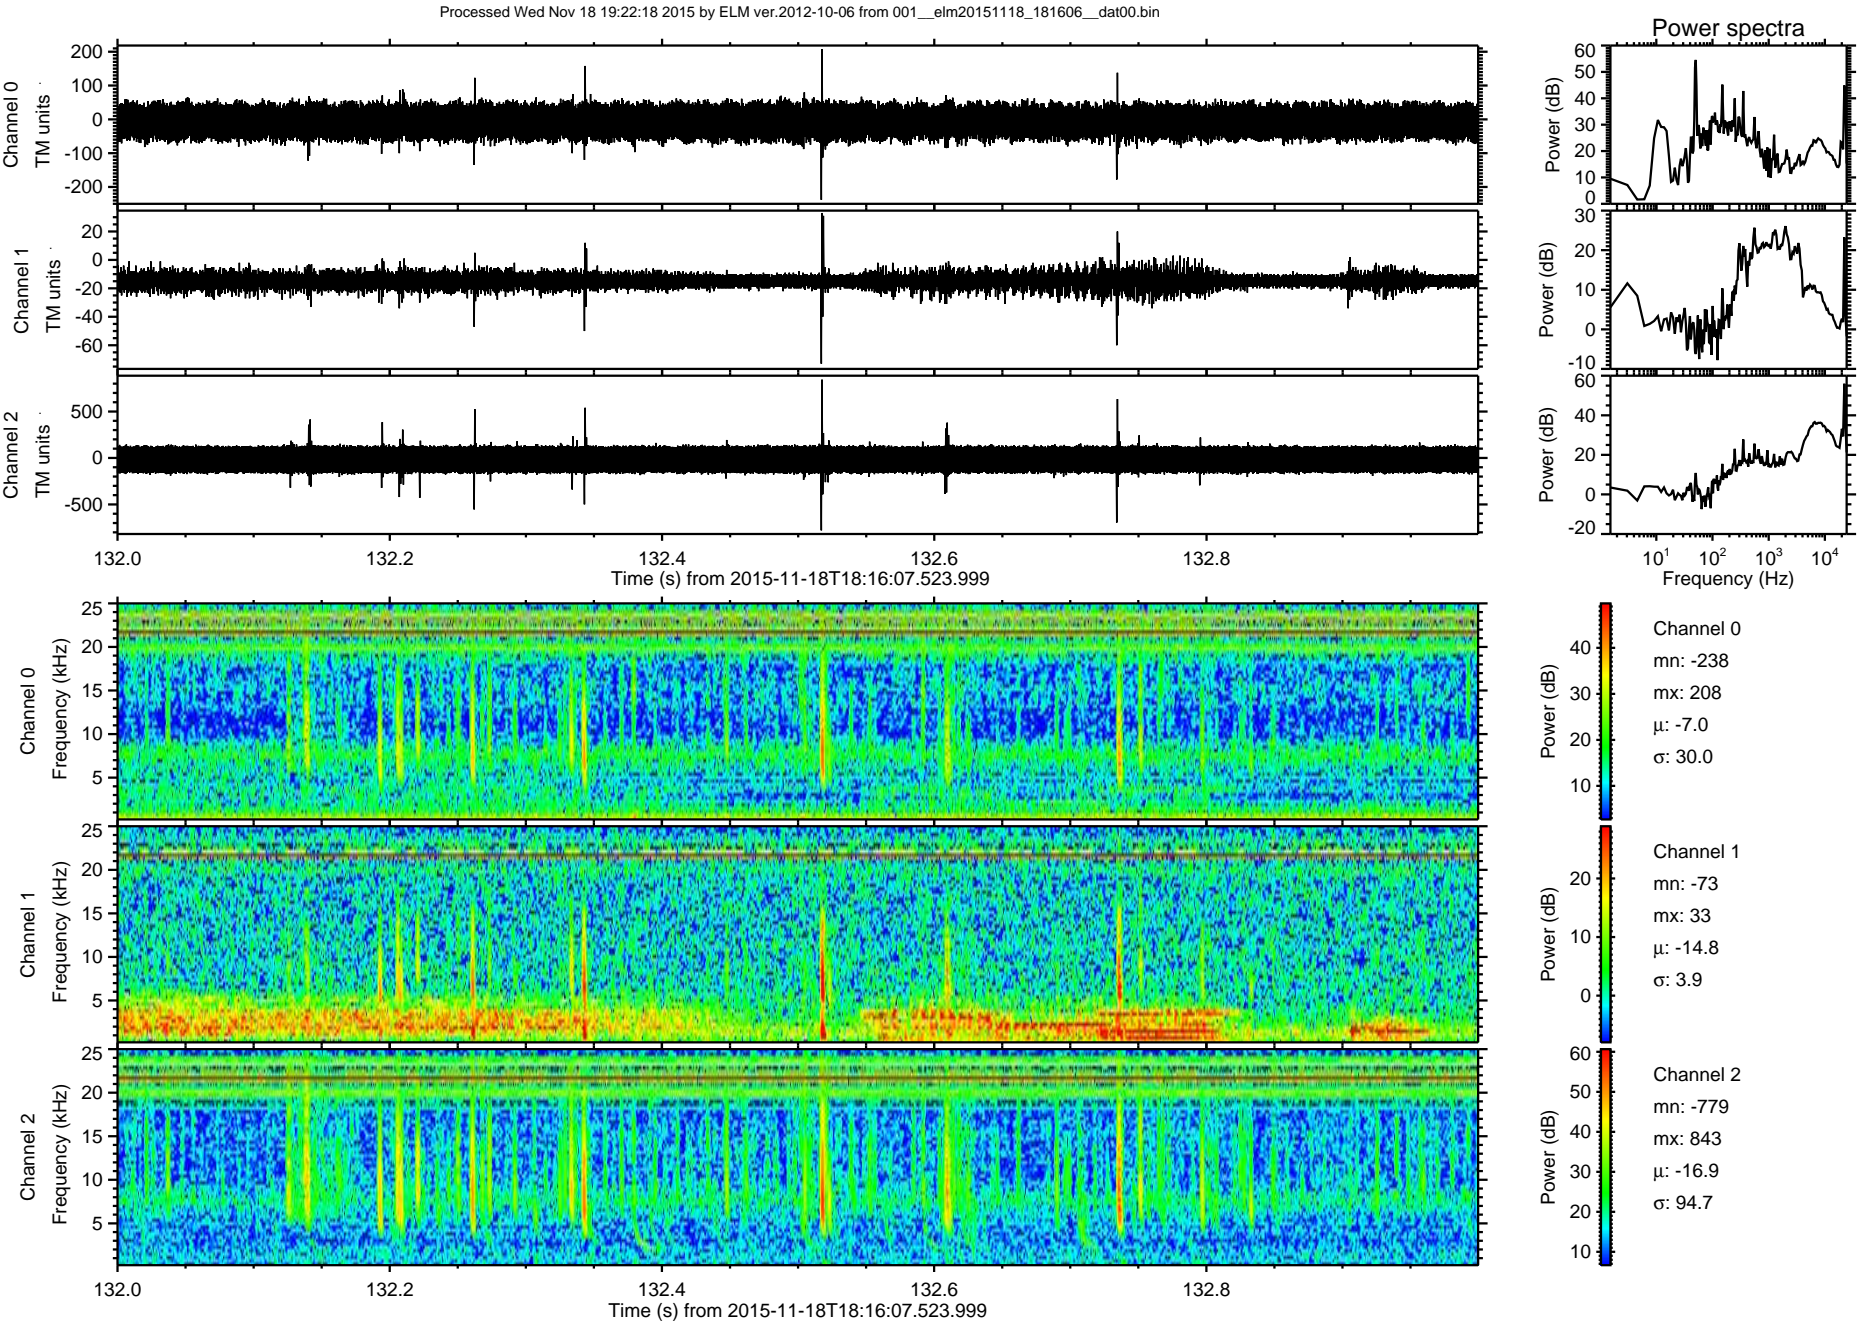 Processed Wed Nov 18 19:22:18 2015 by ELM ver.2012-10-06 from 001__elm20151118_181606__dat00.bin
Power spectra
Channel 0
TM units
200
100
0
-100
-200
Power (dB)
60
50
40
30
20
10
0
Channel 1
TM units
20
0
-20
-40
-60
Power (dB)
30
20
10
0
-10
Channel 2
TM units
500
0
-500
Power (dB)
60
40
20
0
-20
132.0 132.2 132.4 132.6 132.8
Time (s) from 2015-11-18T18:16:07.523.999
10^1 10^2 10^3 10^4
Frequency (Hz)
Channel 0
Frequency (kHz)
25
20
15
10
5
Power (dB)
40
30
20
10
Channel 0
mn: -238
mx: 208
μ: -7.0
σ: 30.0
Channel 1
Frequency (kHz)
25
20
15
10
5
Power (dB)
20
10
0
Channel 1
mn: -73
mx: 33
μ: -14.8
σ: 3.9
Channel 2
Frequency (kHz)
25
20
15
10
5
Power (dB)
60
50
40
30
20
10
Channel 2
mn: -779
mx: 843
μ: -16.9
σ: 94.7
132.0 132.2 132.4 132.6 132.8
Time (s) from 2015-11-18T18:16:07.523.999